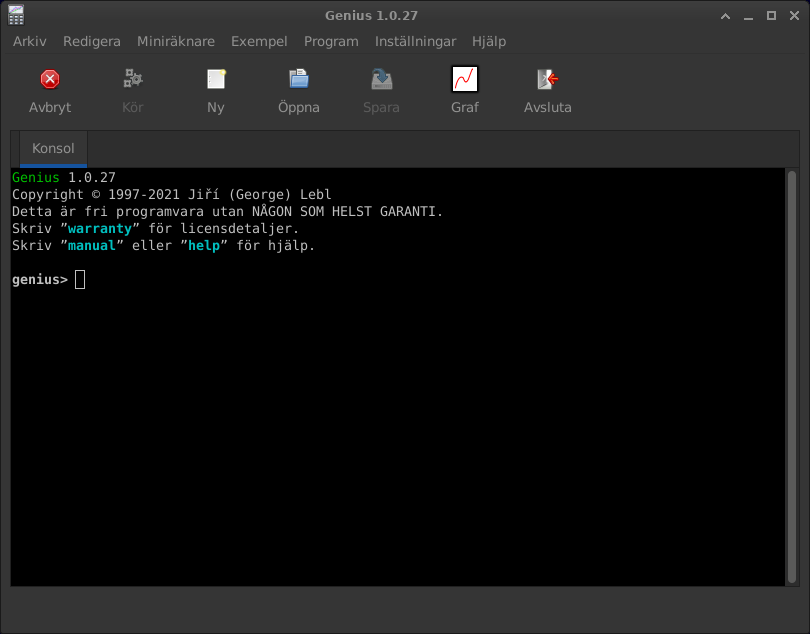 Genius 1.0.27
Arkiv Redigera Miniräknare Exempel Program Inställningar Hjälp
Avbryt Kör Ny Öppna Spara Graf Avsluta
Konsol
Genius 1.0.27
Copyright © 1997-2021 Jiří (George) Lebl
Detta är fri programvara utan NÅGON SOM HELST GARANTI.
Skriv ”warranty” för licensdetaljer.
Skriv ”manual” eller ”help” för hjälp.
genius>